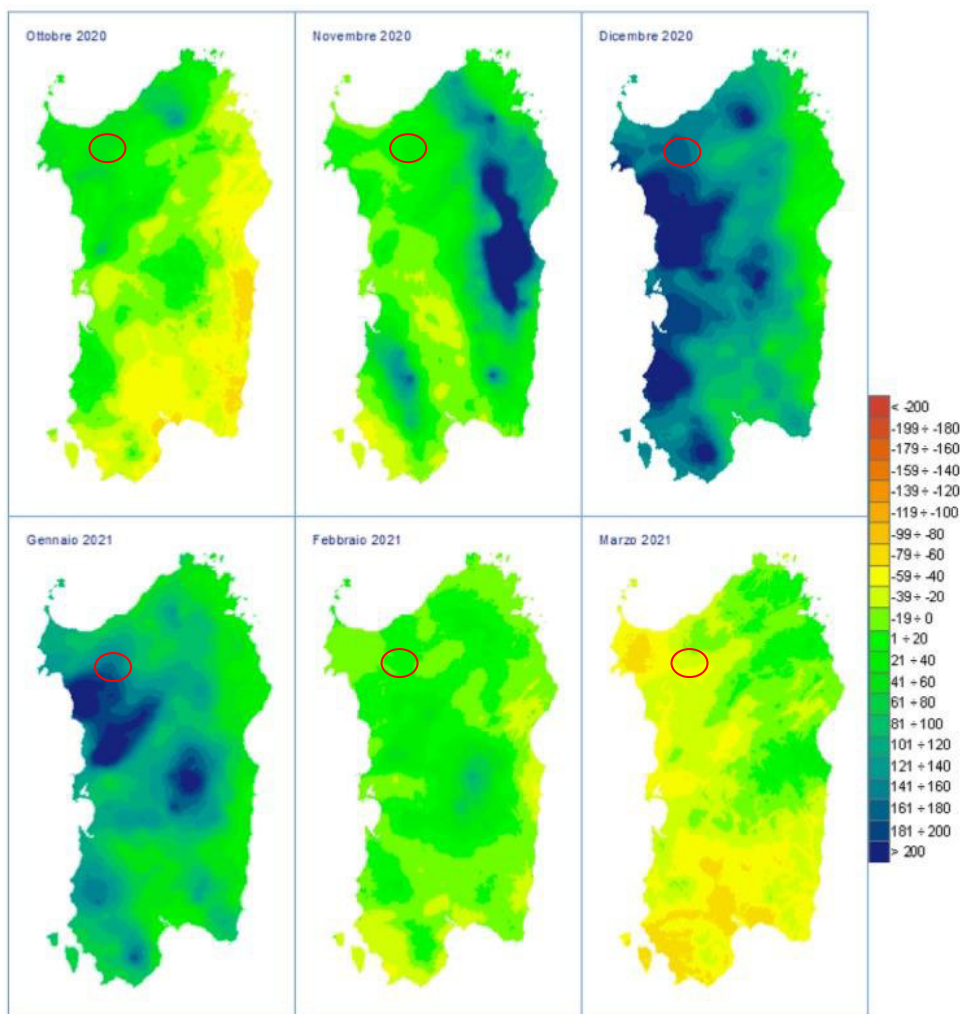 Ottobre 2020
Novembre 2020
Dicembre 2020
Gennaio 2021
Febbraio 2021
Marzo 2021
< -200
-199 ÷ -180
-179 ÷ -160
-159 ÷ -140
-139 ÷ -120
-119 ÷ -100
-99 ÷ -80
-79 ÷ -60
-59 ÷ -40
-39 ÷ -20
-19 ÷ 0
1 ÷ 20
21 ÷ 40
41 ÷ 60
61 ÷ 80
81 ÷ 100
101 ÷ 120
121 ÷ 140
141 ÷ 160
161 ÷ 180
181 ÷ 200
> 200